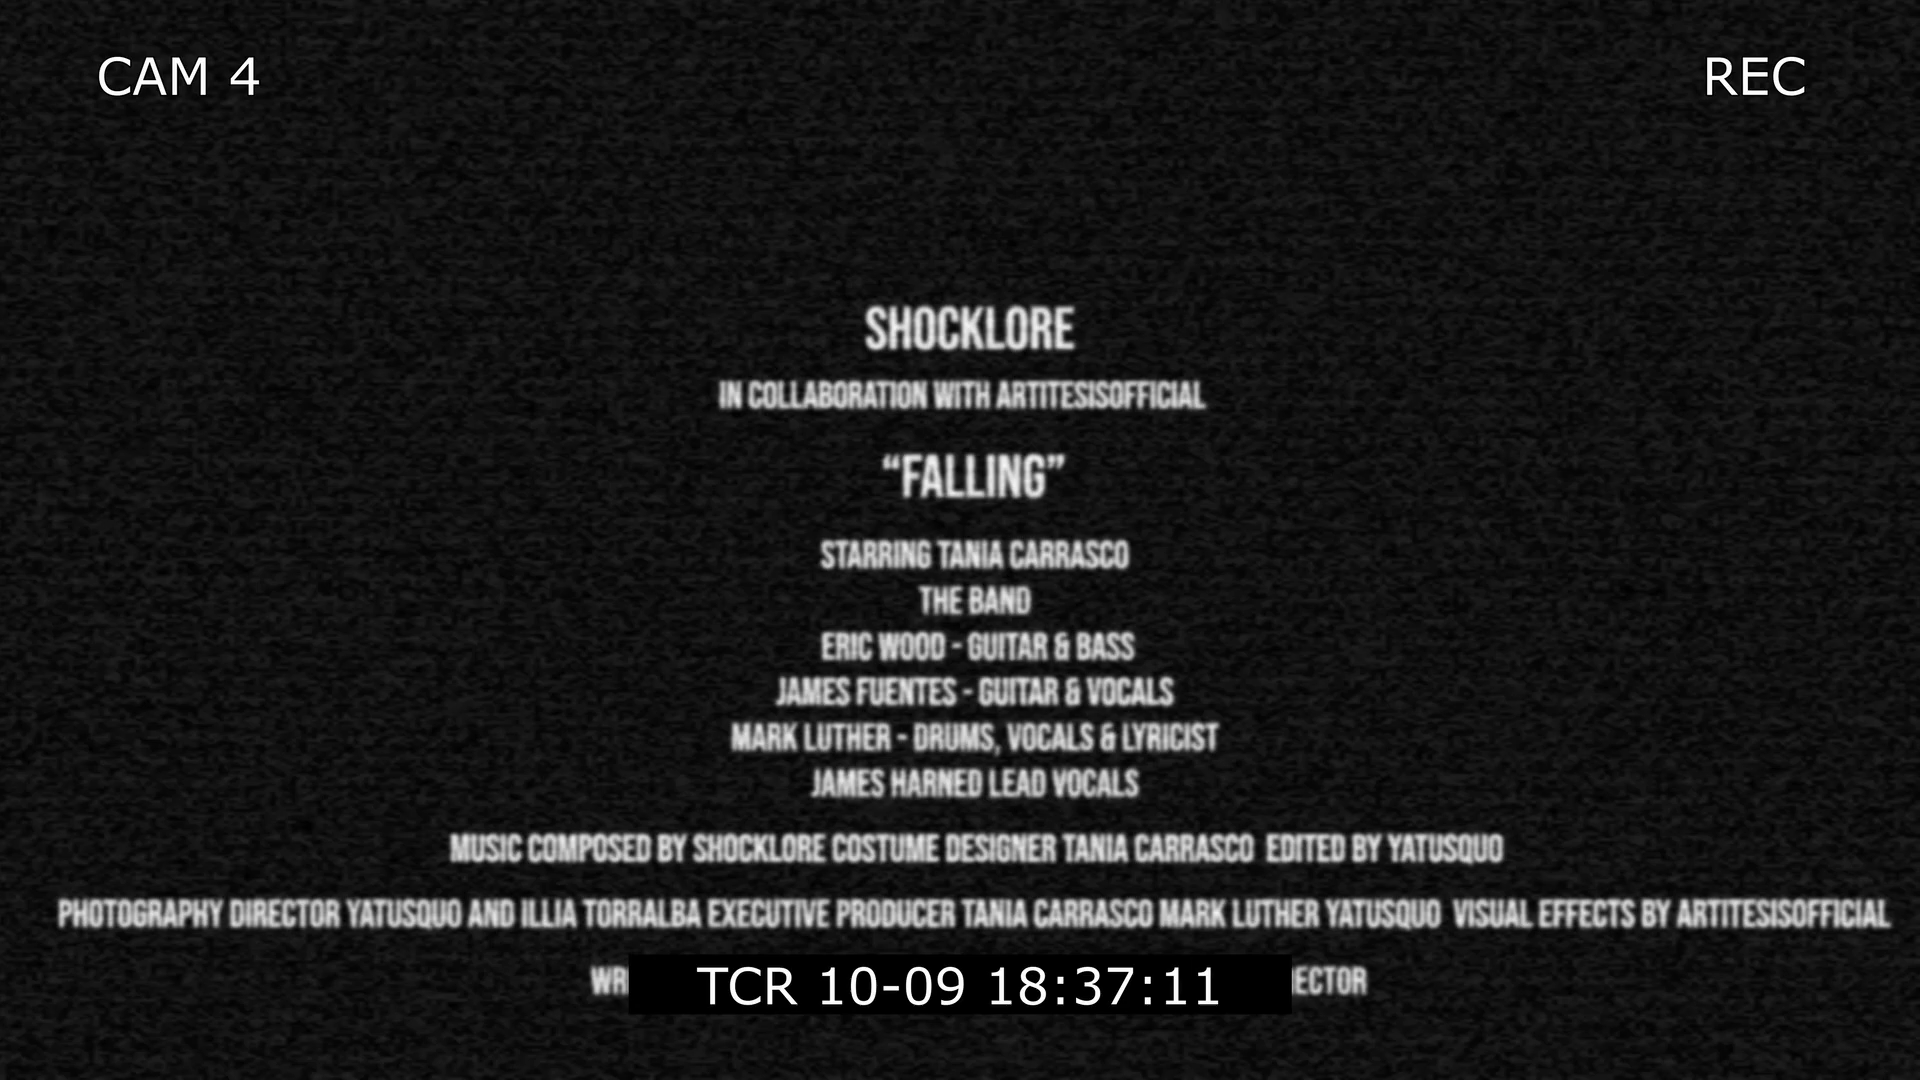 CAM 4
REC
SHOCKLORE
IN COLLABORATION WITH ARTITESISOFFICIAL
“FALLING”
STARRING TANIA CARRASCO
THE BAND
ERIC WOOD - GUITAR & BASS
JAMES FUENTES - GUITAR & VOCALS
MARK LUTHER - DRUMS, VOCALS & LYRICIST
JAMES HARNED LEAD VOCALS
MUSIC COMPOSED BY SHOCKLORE COSTUME DESIGNER TANIA CARRASCO EDITED BY YATUSQUO
PHOTOGRAPHY DIRECTOR YATUSQUO AND ILLIA TORRALBA EXECUTIVE PRODUCER TANIA CARRASCO MARK LUTHER YATUSQUO VISUAL EFFECTS BY ARTITESISOFFICIAL
TCR 10-09 18:37:11